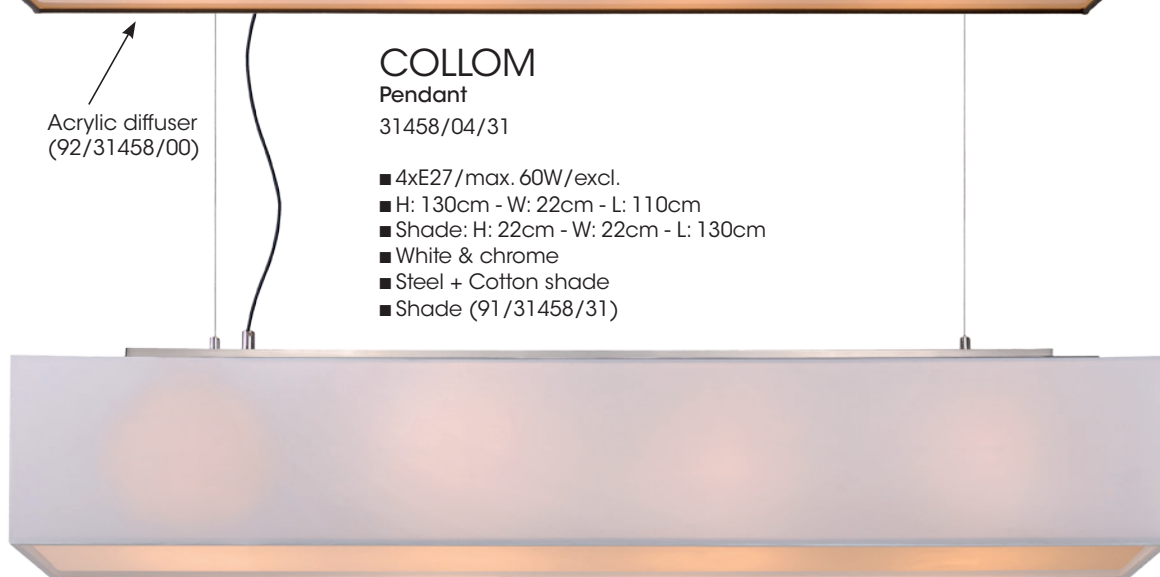 Acrylic diffuser
(92/31458/00)
COLLOM
Pendant
31458/04/31
■ 4xE27/max. 60W/excl.
■ H: 130cm - W: 22cm - L: 110cm
■ Shade: H: 22cm - W: 22cm - L: 130cm
■ White & chrome
■ Steel + Cotton shade
■ Shade (91/31458/31)